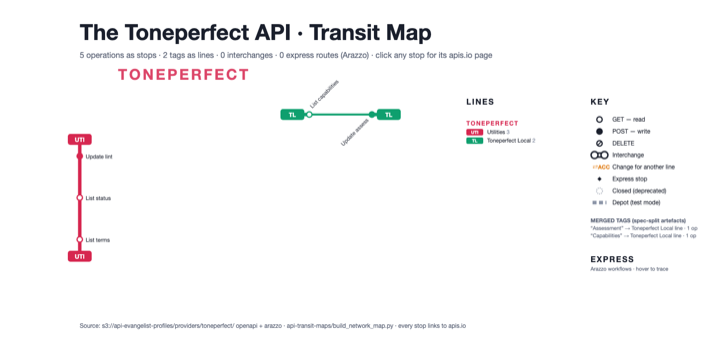 The Toneperfect API · Transit Map
5 operations as stops · 2 tags as lines · 0 interchanges · 0 express routes (Arazzo) · click any stop for its apis.io page
TONEPERFECT
UTI
Update lint
List status
List terms
UTI
TL
List capabilities
Update assess
TL
LINES
TONEPERFECT
UTI Utilities 3
TL Toneperfect Local 2
KEY
GET — read
POST — write
DELETE
Interchange
Change for another line
Express stop
Closed (deprecated)
Depot (test mode)
MERGED TAGS (spec-split artefacts)
"Assessment" → Toneperfect Local line · 1 op
"Capabilities" → Toneperfect Local line · 1 op
EXPRESS
Arazzo workflows · hover to trace
Source: s3://api-evangelist-profiles/providers/toneperfect/ openapi + arazzo · api-transit-maps/build_network_map.py · every stop links to apis.io